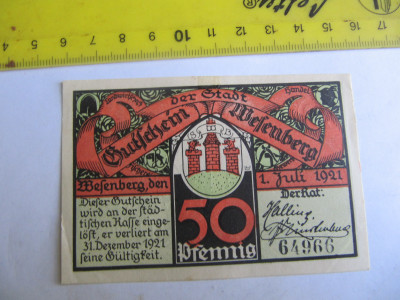 4 5 6 7 8 9 10 11 12 13 14 15 16 17
Handel
Gutschein der Stadt Wesenberg
Wesenberg, den 1. Juli 1921
Dieser Gutschein
wird an der städ-
tischen Kasse einge-
löst, er verliert am
31. Dezember 1921
seine Gültigkeit.
50
Pfennig
Der Rat:
Halling
64966